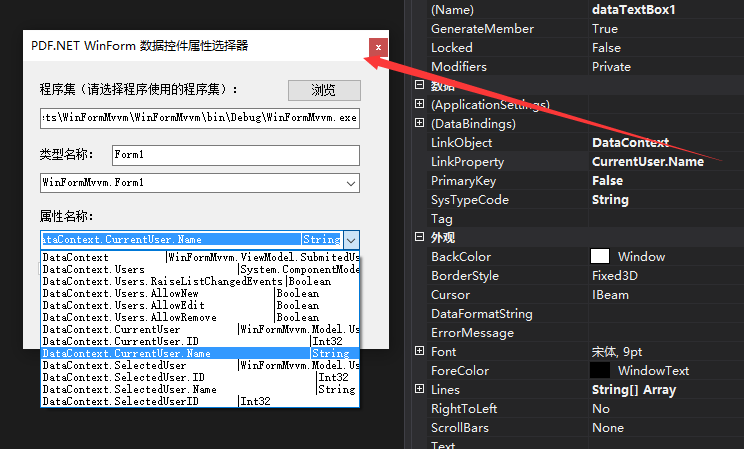 PDF.NET WinForm 数据控件属性选择器
x
程序集（请选择程序使用的程序集）：
浏览
:ts\WinFormMvvm\WinFormMvvm\bin\Debug\WinFormMvvm.exe
类型名称：
Form1
WinFormMvvm.Form1
属性名称：
ataContext.CurrentUser.Name |String
DataContext |WinFormMvvm.ViewModel.SubmitedUs
DataContext.Users |System.ComponentMode
DataContext.Users.RaiseListChangedEvents|Boolean
DataContext.Users.AllowNew |Boolean
DataContext.Users.AllowEdit |Boolean
DataContext.Users.AllowRemove |Boolean
DataContext.CurrentUser |WinFormMvvm.Model.Us
DataContext.CurrentUser.ID |Int32
DataContext.CurrentUser.Name |String
DataContext.SelectedUser |WinFormMvvm.Model.Us
DataContext.SelectedUser.ID |Int32
DataContext.SelectedUser.Name |String
DataContext.SelectedUserID |Int32
(Name) dataTextBox1
GenerateMember True
Locked False
Modifiers Private
数据
(ApplicationSettings)
(DataBindings)
LinkObject DataContext
LinkProperty CurrentUser.Name
PrimaryKey False
SysTypeCode String
Tag
外观
BackColor Window
BorderStyle Fixed3D
Cursor IBeam
DataFormatString
ErrorMessage
Font 宋体, 9pt
ForeColor WindowText
Lines String[] Array
RightToLeft No
ScrollBars None
Text